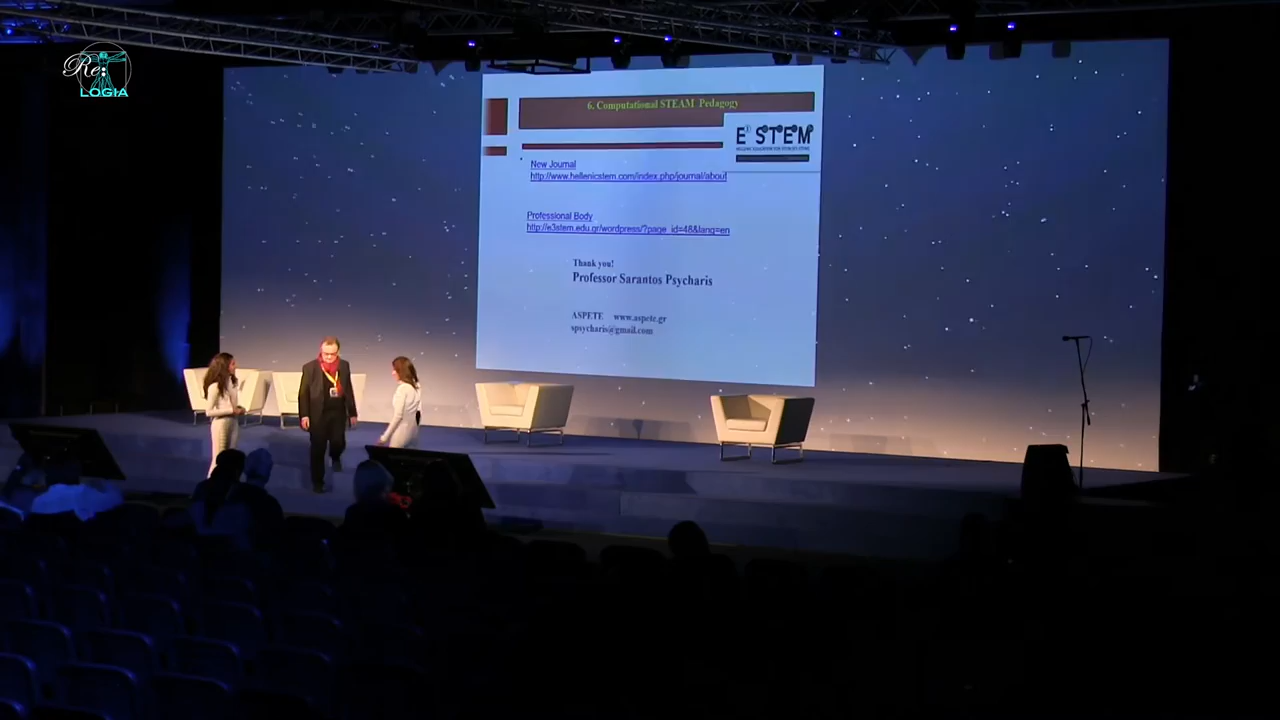 Re:
LOGIA
6. Computational STEAM Pedagogy
E3 STEM
New Journal
http://www.hellenicstem.com/index.php/journal/about
Professional Body
http://e3stem.edu.gr/wordpress/?page_id=48&lang=en
Thank you!
Professor Sarantos Psycharis
ASPETE www.aspete.gr
spsycharis@gmail.com